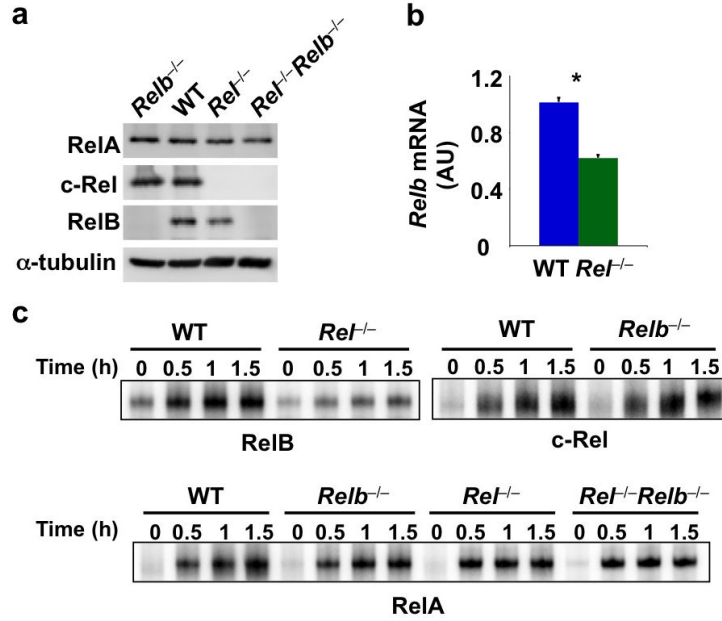 a
Relb–/–
WT
Rel–/–
Rel–/–Relb–/–
RelA
c-Rel
RelB
α-tubulin
b
Relb mRNA
(AU)
1.2
0.8
0.4
0
*
WT Rel–/–
c
WT Rel–/–
Time (h) 0 0.5 1 1.5 0 0.5 1 1.5
RelB
WT Relb–/–
0 0.5 1 1.5 0 0.5 1 1.5
c-Rel
WT Relb–/– Rel–/– Rel–/–Relb–/–
Time (h) 0 0.5 1 1.5 0 0.5 1 1.5 0 0.5 1 1.5 0 0.5 1 1.5
RelA